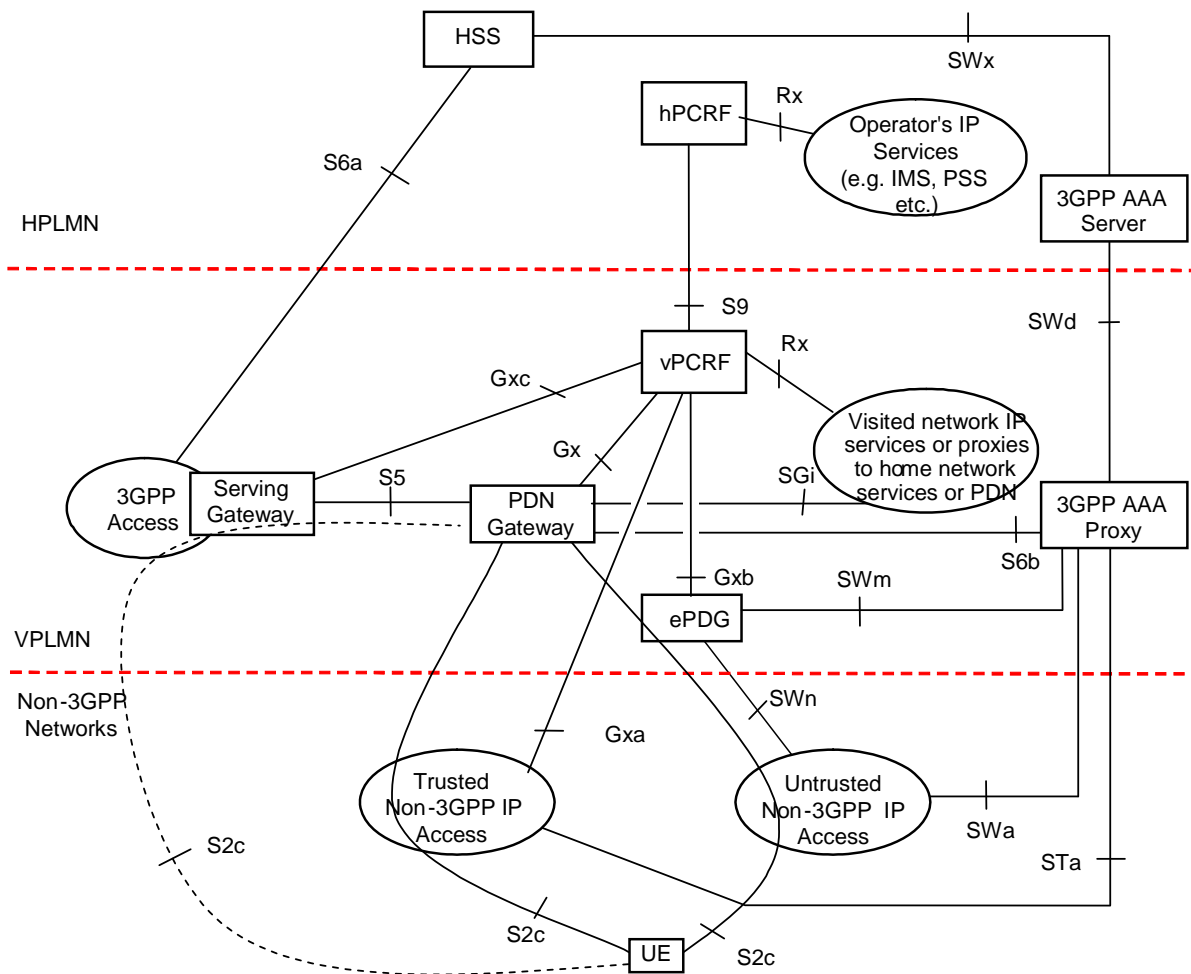 HSS
SWx
hPCRF
Rx
Operator's IP
Services
(e.g. IMS, PSS
etc.)
S6a
3GPP AAA
Server
HPLMN
S9
SWd
vPCRF
Rx
Gxc
Visited network IP
services or proxies
to home network
services or PDN
Gx
SGi
S5
3GPP
Access
Serving
Gateway
PDN
Gateway
3GPP AAA
Proxy
S6b
Gxb
SWm
ePDG
VPLMN
Non-3GPP
Networks
SWn
Gxa
Trusted
Non-3GPP IP
Access
Untrusted
Non-3GPP IP
Access
SWa
S2c
STa
S2c
UE
S2c